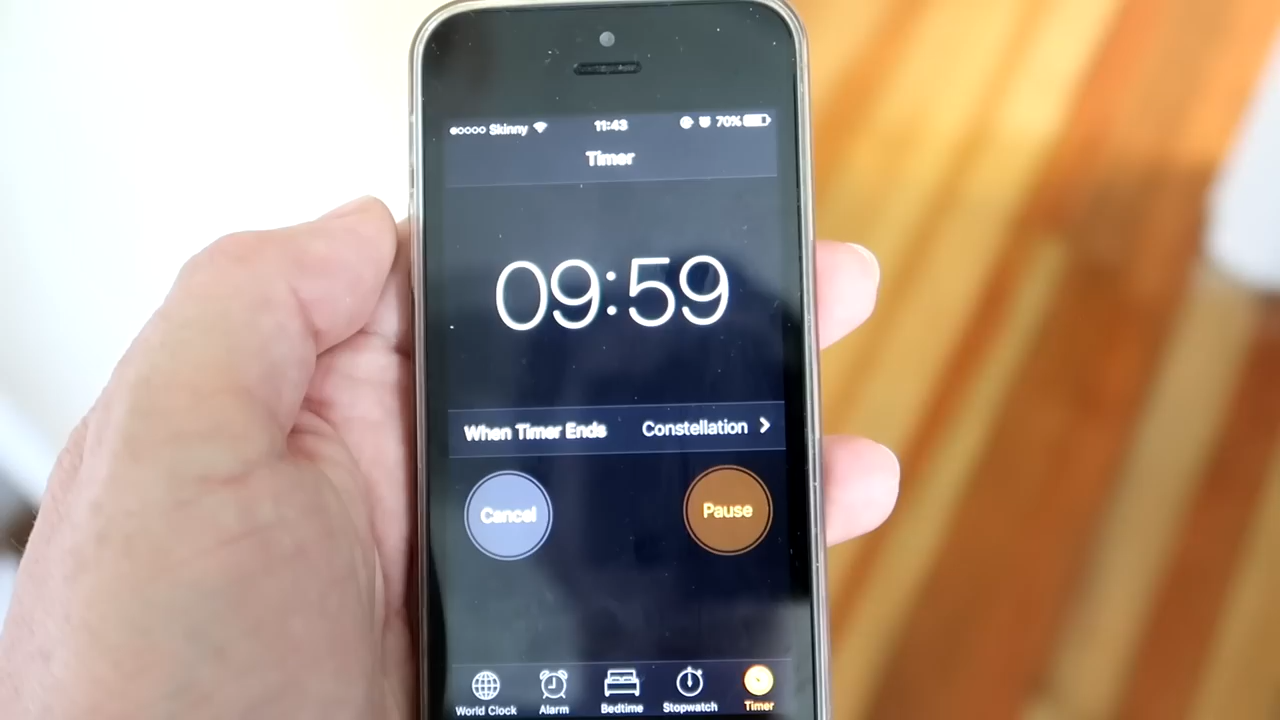 Skinny 11:43 70%
Timer
09:59
When Timer Ends Constellation
Cancel Pause
World Clock Alarm Bedtime Stopwatch Timer